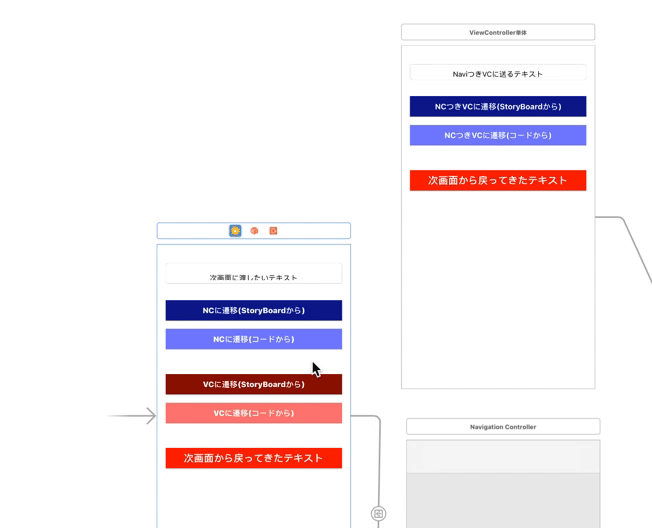 ViewController単体
NaviつきVCに送るテキスト
NCつきVCに遷移(StoryBoardから)
NCつきVCに遷移(コードから)
次画面から戻ってきたテキスト
次画面に渡したいテキスト
NCに遷移(StoryBoardから)
NCに遷移(コードから)
VCに遷移(StoryBoardから)
VCに遷移(コードから)
次画面から戻ってきたテキスト
Navigation Controller